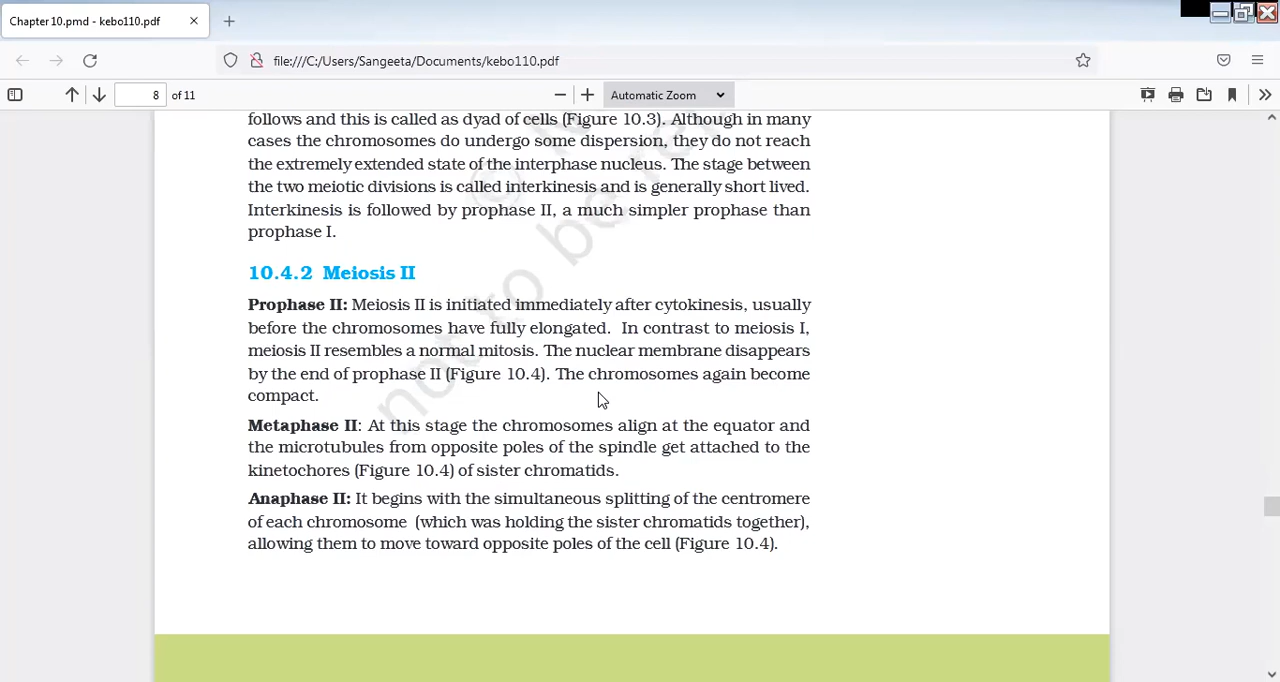 Chapter 10.pmd - kebo110.pdf
file:///C:/Users/Sangeeta/Documents/kebo110.pdf
8 of 11
Automatic Zoom
follows and this is called as dyad of cells (Figure 10.3). Although in many
cases the chromosomes do undergo some dispersion, they do not reach
the extremely extended state of the interphase nucleus. The stage between
the two meiotic divisions is called interkinesis and is generally short lived.
Interkinesis is followed by prophase II, a much simpler prophase than
prophase I.
10.4.2 Meiosis II
Prophase II: Meiosis II is initiated immediately after cytokinesis, usually
before the chromosomes have fully elongated. In contrast to meiosis I,
meiosis II resembles a normal mitosis. The nuclear membrane disappears
by the end of prophase II (Figure 10.4). The chromosomes again become
compact.
Metaphase II: At this stage the chromosomes align at the equator and
the microtubules from opposite poles of the spindle get attached to the
kinetochores (Figure 10.4) of sister chromatids.
Anaphase II: It begins with the simultaneous splitting of the centromere
of each chromosome (which was holding the sister chromatids together),
allowing them to move toward opposite poles of the cell (Figure 10.4).
not to be re